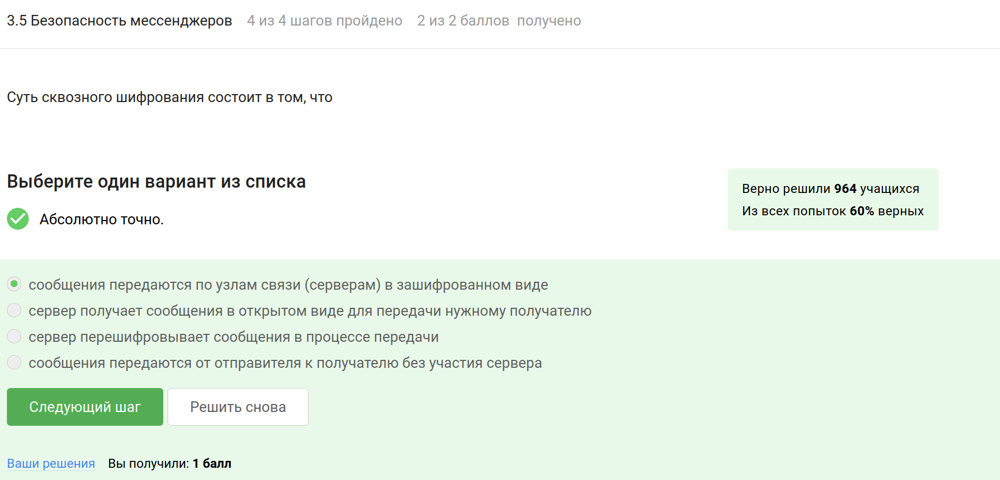 3.5 Безопасность мессенджеров 4 из 4 шагов пройдено 2 из 2 баллов получено
Суть сквозного шифрования состоит в том, что
Выберите один вариант из списка
Верно решили 964 учащихся
Из всех попыток 60% верных
Абсолютно точно.
сообщения передаются по узлам связи (серверам) в зашифрованном виде
сервер получает сообщения в открытом виде для передачи нужному получателю
сервер перешифровывает сообщения в процессе передачи
сообщения передаются от отправителя к получателю без участия сервера
Следующий шаг Решить снова
Ваши решения Вы получили: 1 балл